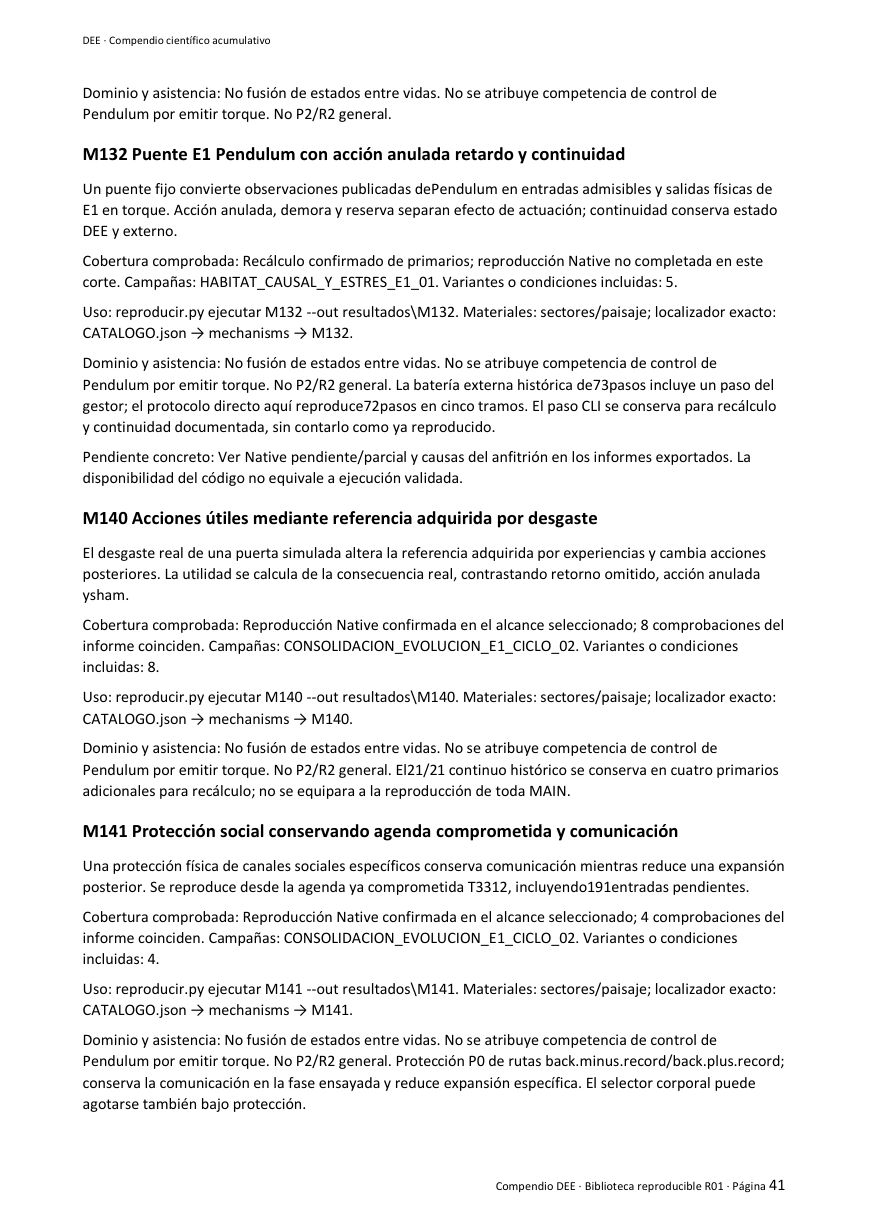 DEE · Compendio científico acumulativo
Dominio y asistencia: No fusión de estados entre vidas. No se atribuye competencia de control de
Pendulum por emitir torque. No P2/R2 general.
M132 Puente E1 Pendulum con acción anulada retardo y continuidad
Un puente fijo convierte observaciones publicadas dePendulum en entradas admisibles y salidas físicas de
E1 en torque. Acción anulada, demora y reserva separan efecto de actuación; continuidad conserva estado
DEE y externo.
Cobertura comprobada: Recálculo confirmado de primarios; reproducción Native no completada en este
corte. Campañas: HABITAT_CAUSAL_Y_ESTRES_E1_01. Variantes o condiciones incluidas: 5.
Uso: reproducir.py ejecutar M132 --out resultados\M132. Materiales: sectores/paisaje; localizador exacto:
CATALOGO.json → mechanisms → M132.
Dominio y asistencia: No fusión de estados entre vidas. No se atribuye competencia de control de
Pendulum por emitir torque. No P2/R2 general. La batería externa histórica de73pasos incluye un paso del
gestor; el protocolo directo aquí reproduce72pasos en cinco tramos. El paso CLI se conserva para recálculo
y continuidad documentada, sin contarlo como ya reproducido.
Pendiente concreto: Ver Native pendiente/parcial y causas del anfitrión en los informes exportados. La
disponibilidad del código no equivale a ejecución validada.
M140 Acciones útiles mediante referencia adquirida por desgaste
El desgaste real de una puerta simulada altera la referencia adquirida por experiencias y cambia acciones
posteriores. La utilidad se calcula de la consecuencia real, contrastando retorno omitido, acción anulada
ysham.
Cobertura comprobada: Reproducción Native confirmada en el alcance seleccionado; 8 comprobaciones del
informe coinciden. Campañas: CONSOLIDACION_EVOLUCION_E1_CICLO_02. Variantes o condiciones
incluidas: 8.
Uso: reproducir.py ejecutar M140 --out resultados\M140. Materiales: sectores/paisaje; localizador exacto:
CATALOGO.json → mechanisms → M140.
Dominio y asistencia: No fusión de estados entre vidas. No se atribuye competencia de control de
Pendulum por emitir torque. No P2/R2 general. El21/21 continuo histórico se conserva en cuatro primarios
adicionales para recálculo; no se equipara a la reproducción de toda MAIN.
M141 Protección social conservando agenda comprometida y comunicación
Una protección física de canales sociales específicos conserva comunicación mientras reduce una expansión
posterior. Se reproduce desde la agenda ya comprometida T3312, incluyendo191entradas pendientes.
Cobertura comprobada: Reproducción Native confirmada en el alcance seleccionado; 4 comprobaciones del
informe coinciden. Campañas: CONSOLIDACION_EVOLUCION_E1_CICLO_02. Variantes o condiciones
incluidas: 4.
Uso: reproducir.py ejecutar M141 --out resultados\M141. Materiales: sectores/paisaje; localizador exacto:
CATALOGO.json → mechanisms → M141.
Dominio y asistencia: No fusión de estados entre vidas. No se atribuye competencia de control de
Pendulum por emitir torque. No P2/R2 general. Protección P0 de rutas back.minus.record/back.plus.record;
conserva la comunicación en la fase ensayada y reduce expansión específica. El selector corporal puede
agotarse también bajo protección.
Compendio DEE · Biblioteca reproducible R01 · Página 41